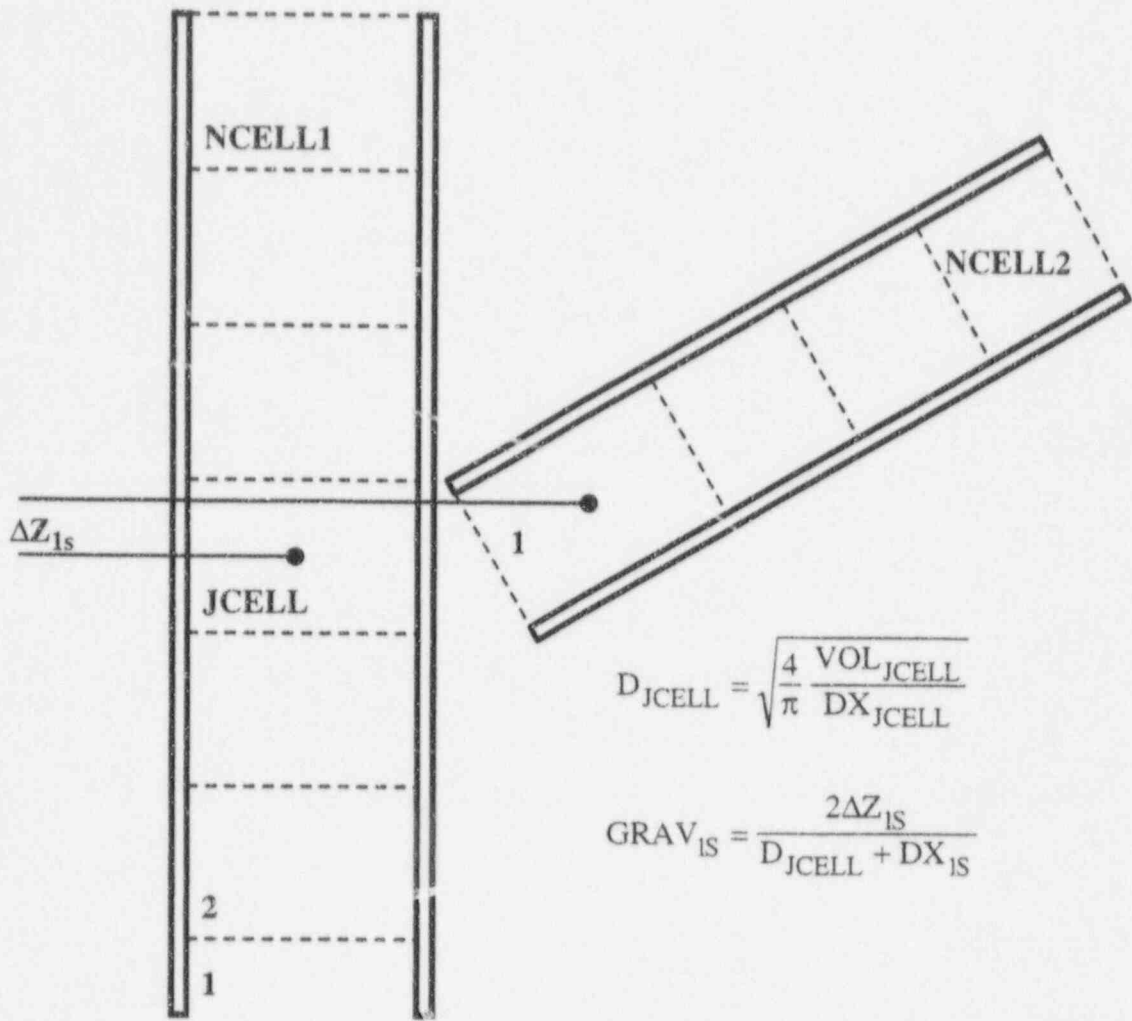 NCELL1
NCELL2
ΔZ₁ₛ
1
JCELL
D_JCELL = √(4/π VOL_JCELL/DX_JCELL)
GRAV_1S = 2ΔZ_1S/(D_JCELL + DX_1S)
2
1